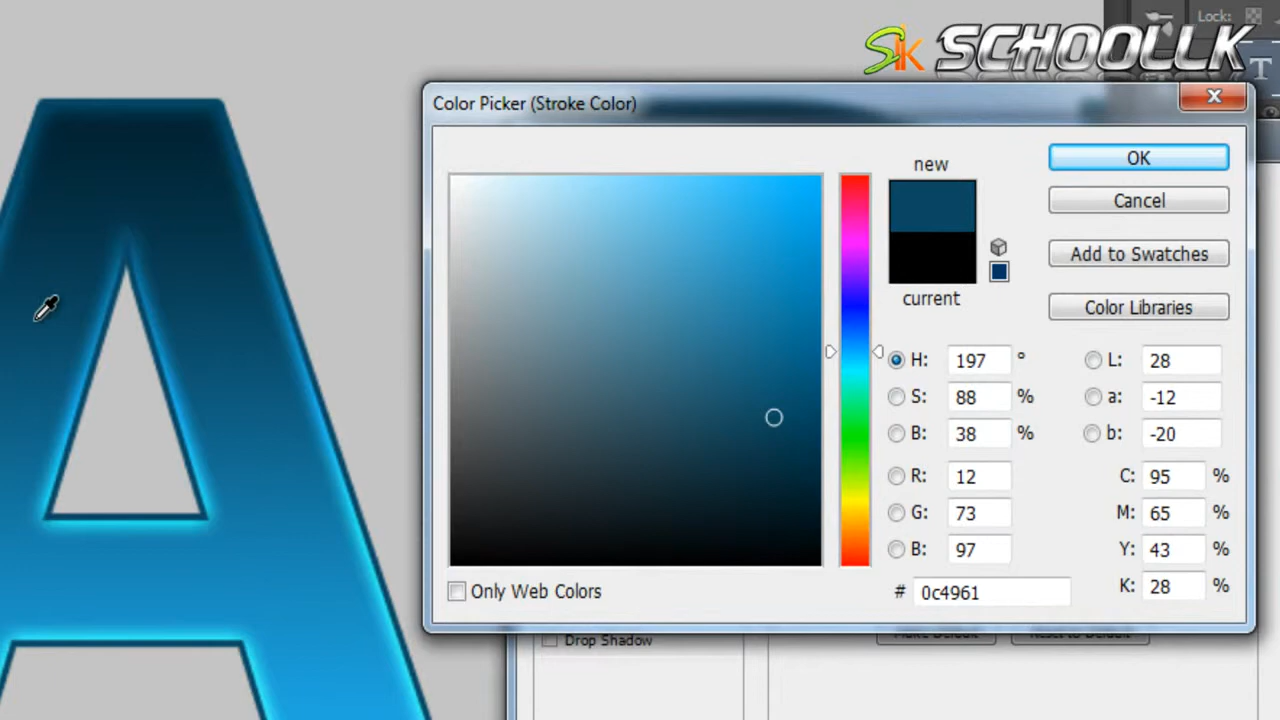 Lock:
SK SCHOOLLK
T
Color Picker (Stroke Color)
new
OK
Cancel
Add to Swatches
current
Color Libraries
H: 197 ° L: 28
S: 88 % a: -12
B: 38 % b: -20
R: 12 C: 95 %
G: 73 M: 65 %
B: 97 Y: 43 %
# 0c4961 K: 28 %
Only Web Colors
Drop Shadow
A